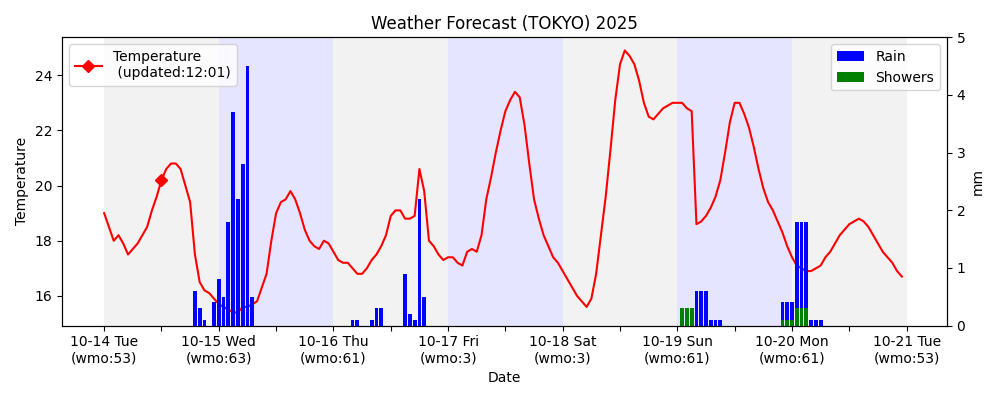 Weather Forecast (TOKYO) 2025
Temperature
(updated:12:01)
Rain
Showers
Temperature
24
22
20
18
16
5
4
3
2
1
0
mm
10-14 Tue
(wmo:53)
10-15 Wed
(wmo:63)
10-16 Thu
(wmo:61)
10-17 Fri
(wmo:3)
10-18 Sat
(wmo:3)
10-19 Sun
(wmo:61)
10-20 Mon
(wmo:61)
10-21 Tue
(wmo:53)
Date